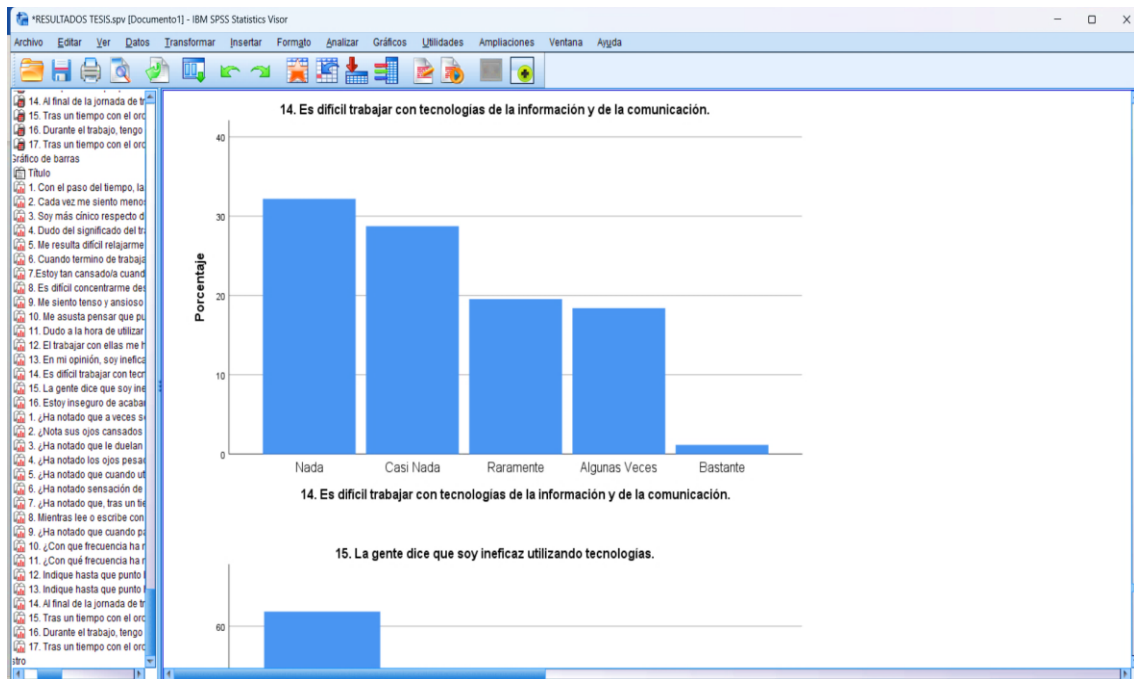 *RESULTADOS TESIS.spv [Documento1] - IBM SPSS Statistics Visor
Archivo Editar Ver Datos Transformar Insertar Formato Analizar Gráficos Utilidades Ampliaciones Ventana Ayuda
14. Al final de la jornada de tr
15. Tras un tiempo con el ord
16. Durante el trabajo, tengo
17. Tras un tiempo con el ord
Gráfico de barras
Título
1. Con el paso del tiempo, la
2. Cada vez me siento menos
3. Soy más cínico respecto d
4. Dudo del significado del tra
5. Me resulta difícil relajarme
6. Cuando termino de trabaja
7.Estoy tan cansado/a cuand
8. Es difícil concentrarme des
9. Me siento tenso y ansioso
10. Me asusta pensar que pu
11. Dudo a la hora de utilizar
12. El trabajar con ellas me h
13. En mi opinión, soy inefica
14. Es difícil trabajar con tecn
15. La gente dice que soy ine
16. Estoy inseguro de acaba
1. ¿Ha notado que a veces s
2. ¿Nota sus ojos cansados
3. ¿Ha notado que le duelan
4. ¿Ha notado los ojos pesad
5. ¿Ha notado que cuando ut
6. ¿Ha notado sensación de
7. ¿Ha notado que, tras un tie
8. Mientras lee o escribe con
9. ¿Ha notado que cuando pa
10. ¿Con que frecuencia ha n
11. ¿Con qué frecuencia ha n
12. Indique hasta que punto l
13. Indique hasta que punto l
14. Al final de la jornada de tr
15. Tras un tiempo con el ord
16. Durante el trabajo, tengo
17. Tras un tiempo con el ord
stro
14. Es dificil trabajar con tecnologías de la información y de la comunicación.
Porcentaje
40
30
20
10
0
Nada Casi Nada Raramente Algunas Veces Bastante
14. Es dificil trabajar con tecnologías de la información y de la comunicación.
15. La gente dice que soy ineficaz utilizando tecnologías.
60